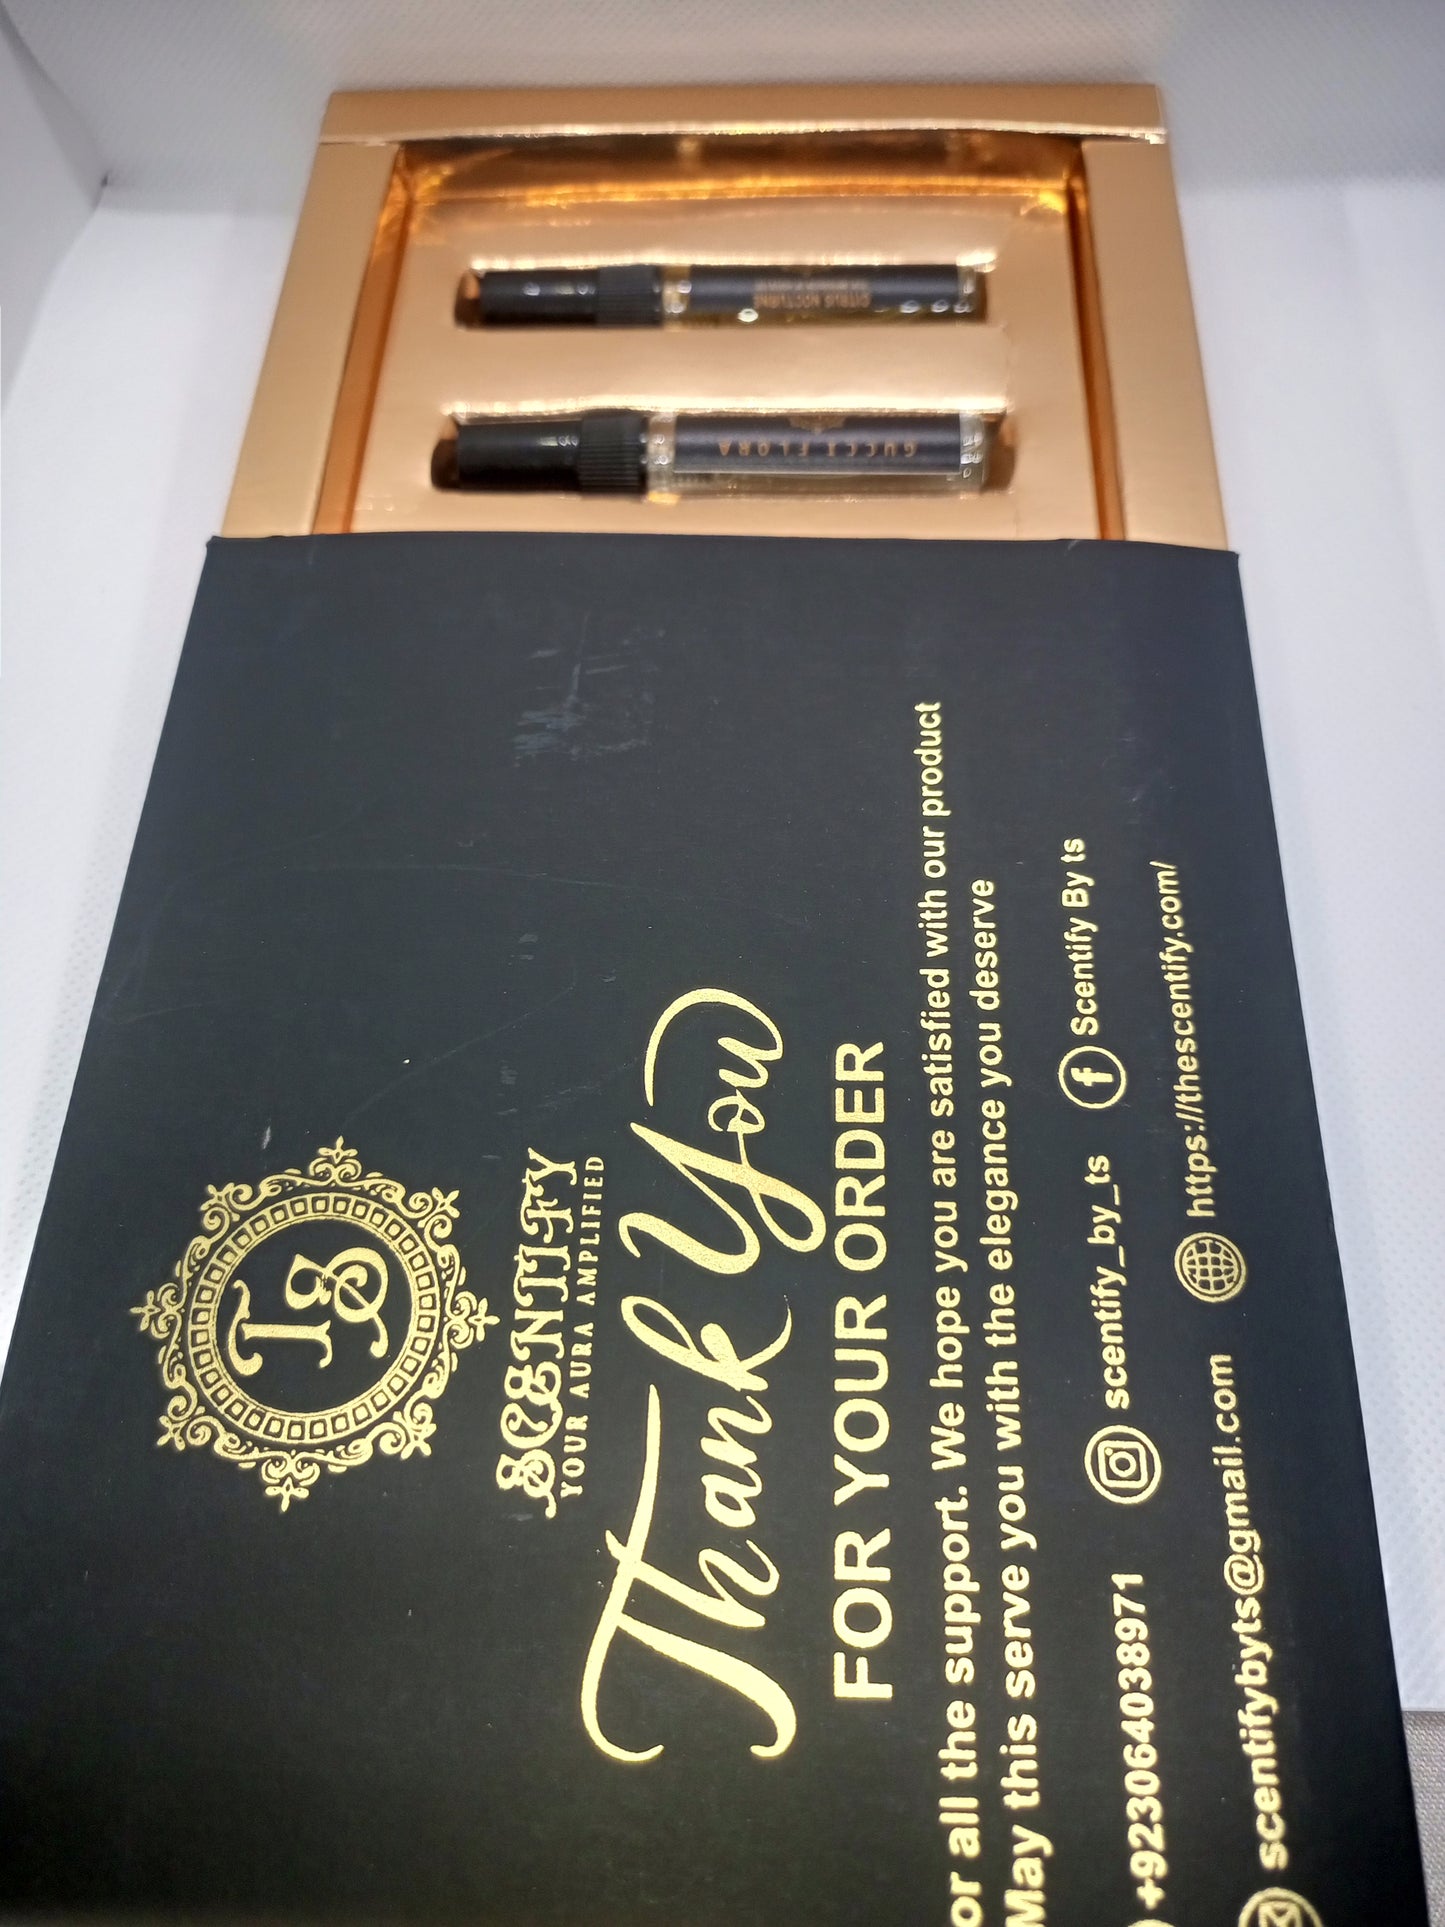 CITRUS NOCTURNE
GUCCI FLORA
Ts
SCENTIFY
YOUR AURA AMPLIFIED
Thank You
FOR YOUR ORDER
or all the support. We hope you are satisfied with our product
May this serve you with the elegance you deserve
+923064038971 scentify_by_ts Scentify By ts
scentifybyts@gmail.com https://thescentify.com/